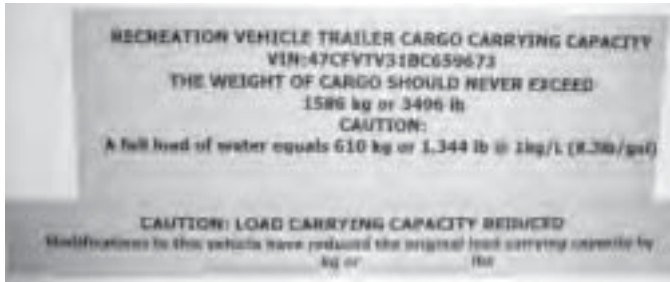 RECREATION VEHICLE TRAILER CARGO CARRYING CAPACITY
VIN:47CFVTV31BC659673
THE WEIGHT OF CARGO SHOULD NEVER EXCEED
1586 kg or 3496 lb
CAUTION:
A full load of water equals 610 kg or 1,344 lb @ 1kg/L (8.3lb/gal)
CAUTION: LOAD CARRYING CAPACITY REDUCED
Modifications to this vehicle have reduced the original load carrying capacity by
kg or lbs